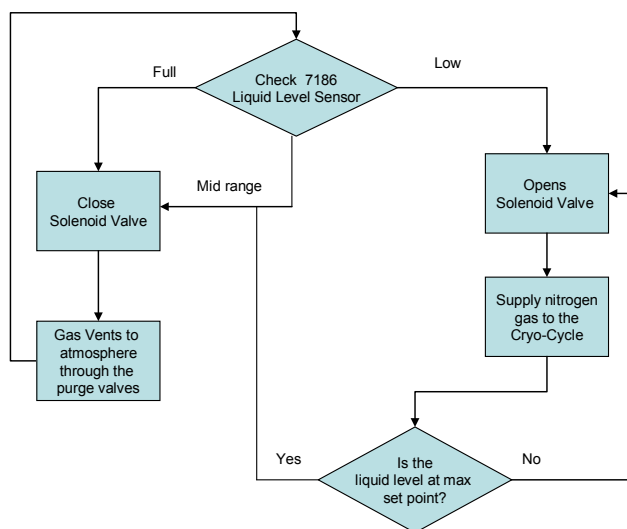 Full
Check 7186
Liquid Level Sensor
Low
Close
Solenoid Valve
Mid range
Opens
Solenoid Valve
Gas Vents to
atmosphere
through the
purge valves
Supply nitrogen
gas to the
Cryo-Cycle
Yes
Is the
liquid level at max
set point?
No